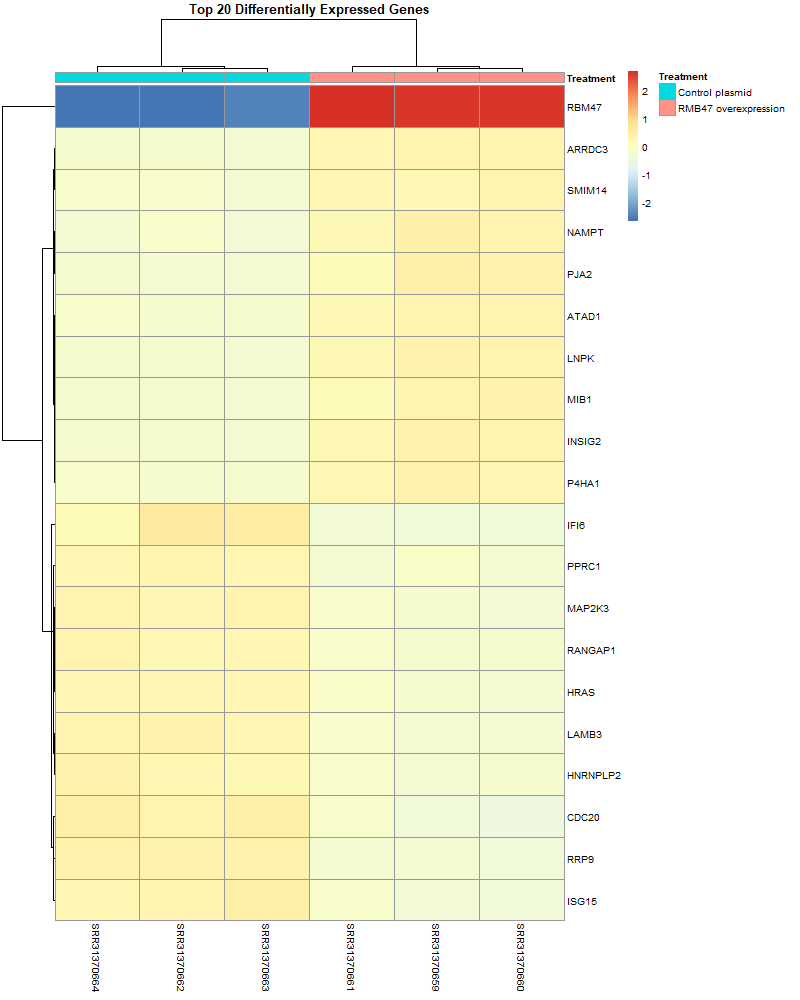 Top 20 Differentially Expressed Genes
Treatment
RBM47
ARRDC3
SMIM14
NAMPT
PJA2
ATAD1
LNPK
MIB1
INSIG2
P4HA1
IFI6
PPRC1
MAP2K3
RANGAP1
HRAS
LAMB3
HNRNPLP2
CDC20
RRP9
ISG15
SRR31370664
SRR31370662
SRR31370663
SRR31370661
SRR31370659
SRR31370660
2
1
0
-1
-2
Treatment
Control plasmid
RMB47 overexpression